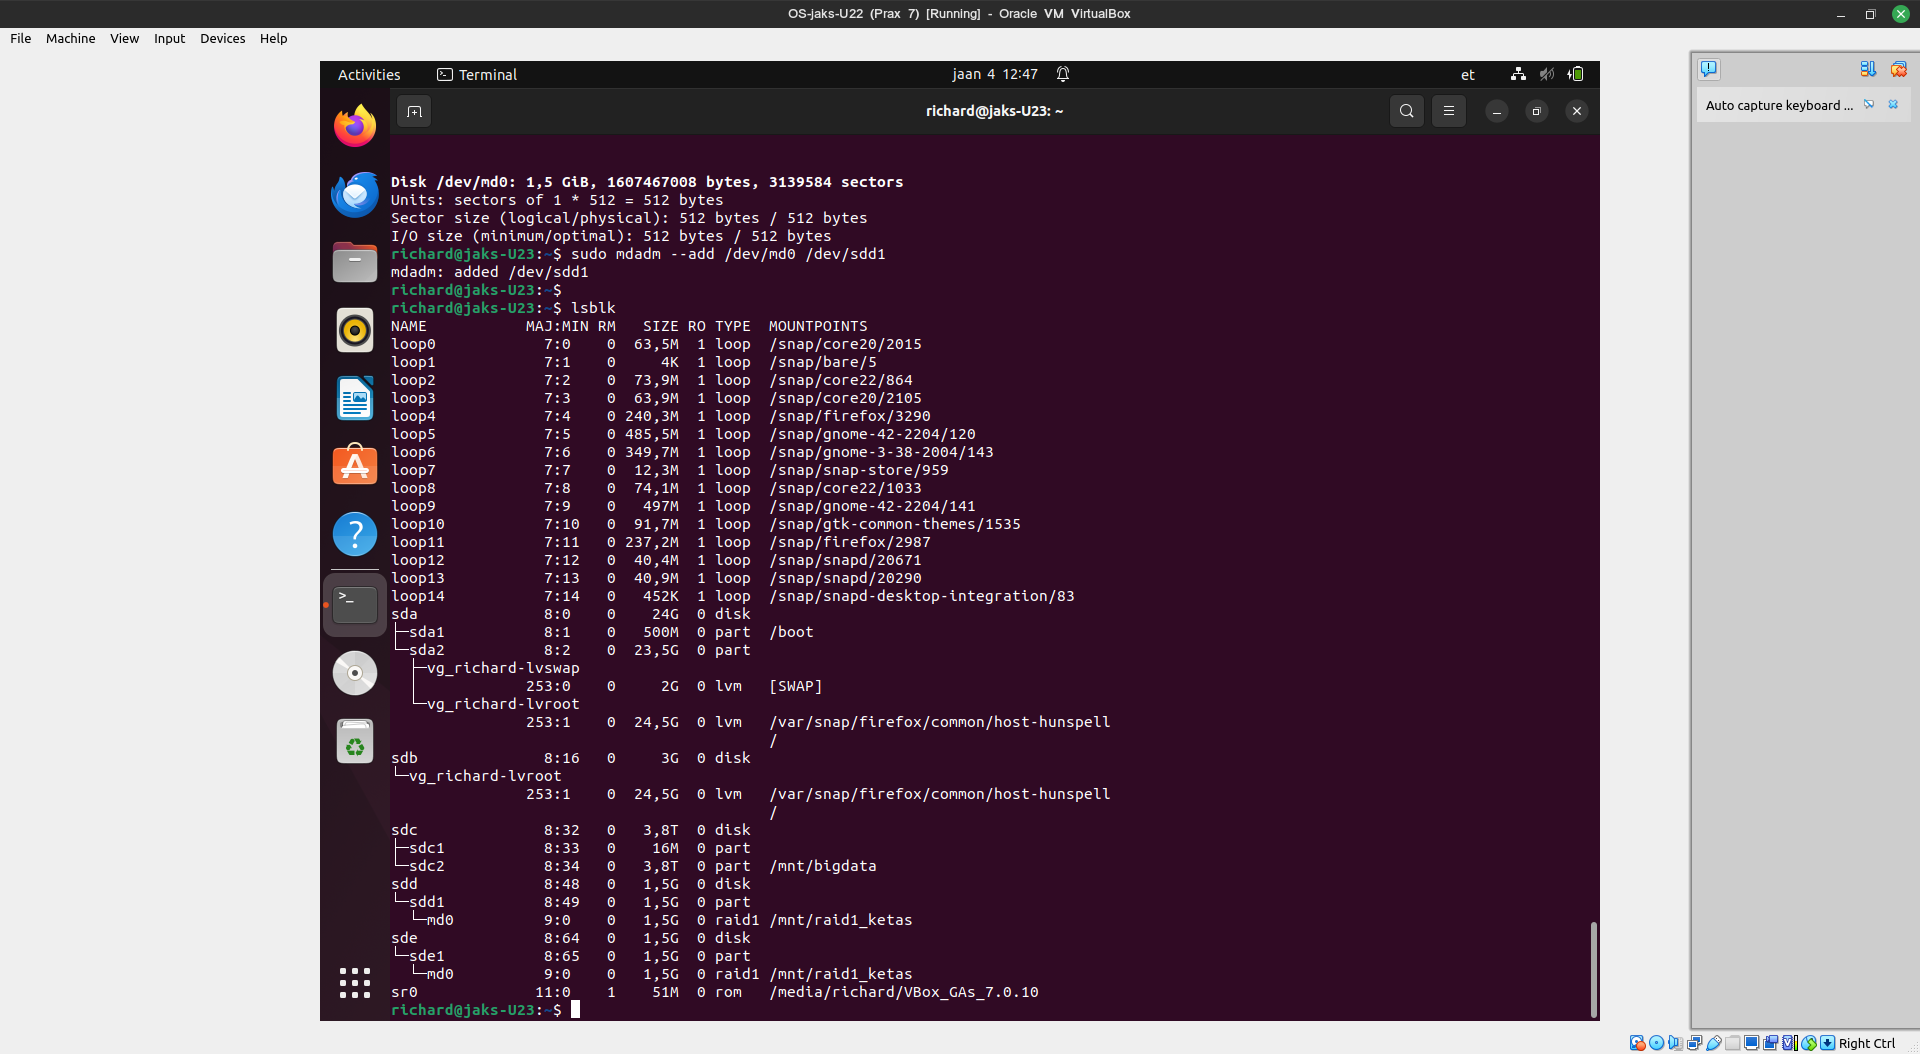 OS-jaks-U22 (Prax 7) [Running] - Oracle VM VirtualBox
File Machine View Input Devices Help
Activities Terminal jaan 4 12:47 et
Auto capture keyboard ...
richard@jaks-U23: ~
Disk /dev/md0: 1,5 GiB, 1607467008 bytes, 3139584 sectors
Units: sectors of 1 * 512 = 512 bytes
Sector size (logical/physical): 512 bytes / 512 bytes
I/O size (minimum/optimal): 512 bytes / 512 bytes
richard@jaks-U23:~$ sudo mdadm --add /dev/md0 /dev/sdd1
mdadm: added /dev/sdd1
richard@jaks-U23:~$
richard@jaks-U23:~$ lsblk
NAME MAJ:MIN RM SIZE RO TYPE MOUNTPOINTS
loop0 7:0 0 63,5M 1 loop /snap/core20/2015
loop1 7:1 0 4K 1 loop /snap/bare/5
loop2 7:2 0 73,9M 1 loop /snap/core22/864
loop3 7:3 0 63,9M 1 loop /snap/core20/2105
loop4 7:4 0 240,3M 1 loop /snap/firefox/3290
loop5 7:5 0 485,5M 1 loop /snap/gnome-42-2204/120
loop6 7:6 0 349,7M 1 loop /snap/gnome-3-38-2004/143
loop7 7:7 0 12,3M 1 loop /snap/snap-store/959
loop8 7:8 0 74,1M 1 loop /snap/core22/1033
loop9 7:9 0 497M 1 loop /snap/gnome-42-2204/141
loop10 7:10 0 91,7M 1 loop /snap/gtk-common-themes/1535
loop11 7:11 0 237,2M 1 loop /snap/firefox/2987
loop12 7:12 0 40,4M 1 loop /snap/snapd/20671
loop13 7:13 0 40,9M 1 loop /snap/snapd/20290
loop14 7:14 0 452K 1 loop /snap/snapd-desktop-integration/83
sda 8:0 0 24G 0 disk
├─sda1 8:1 0 500M 0 part /boot
└─sda2 8:2 0 23,5G 0 part
├─vg_richard-lvswap
253:0 0 2G 0 lvm [SWAP]
└─vg_richard-lvroot
253:1 0 24,5G 0 lvm /var/snap/firefox/common/host-hunspell
/
sdb 8:16 0 3G 0 disk
└─vg_richard-lvroot
253:1 0 24,5G 0 lvm /var/snap/firefox/common/host-hunspell
/
sdc 8:32 0 3,8T 0 disk
├─sdc1 8:33 0 16M 0 part
└─sdc2 8:34 0 3,8T 0 part /mnt/bigdata
sdd 8:48 0 1,5G 0 disk
└─sdd1 8:49 0 1,5G 0 part
└─md0 9:0 0 1,5G 0 raid1 /mnt/raid1_ketas
sde 8:64 0 1,5G 0 disk
└─sde1 8:65 0 1,5G 0 part
└─md0 9:0 0 1,5G 0 raid1 /mnt/raid1_ketas
sr0 11:0 1 51M 0 rom /media/richard/VBox_GAs_7.0.10
richard@jaks-U23:~$
Right Ctrl